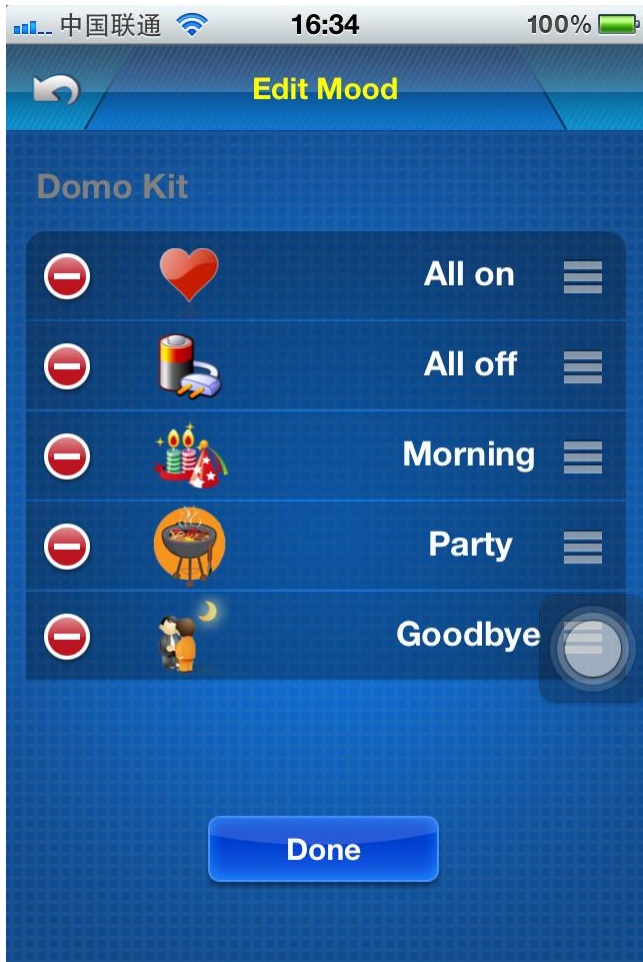 中国联通 16:34 100%
Edit Mood
Domo Kit
All on
All off
Morning
Party
Goodbye
Done